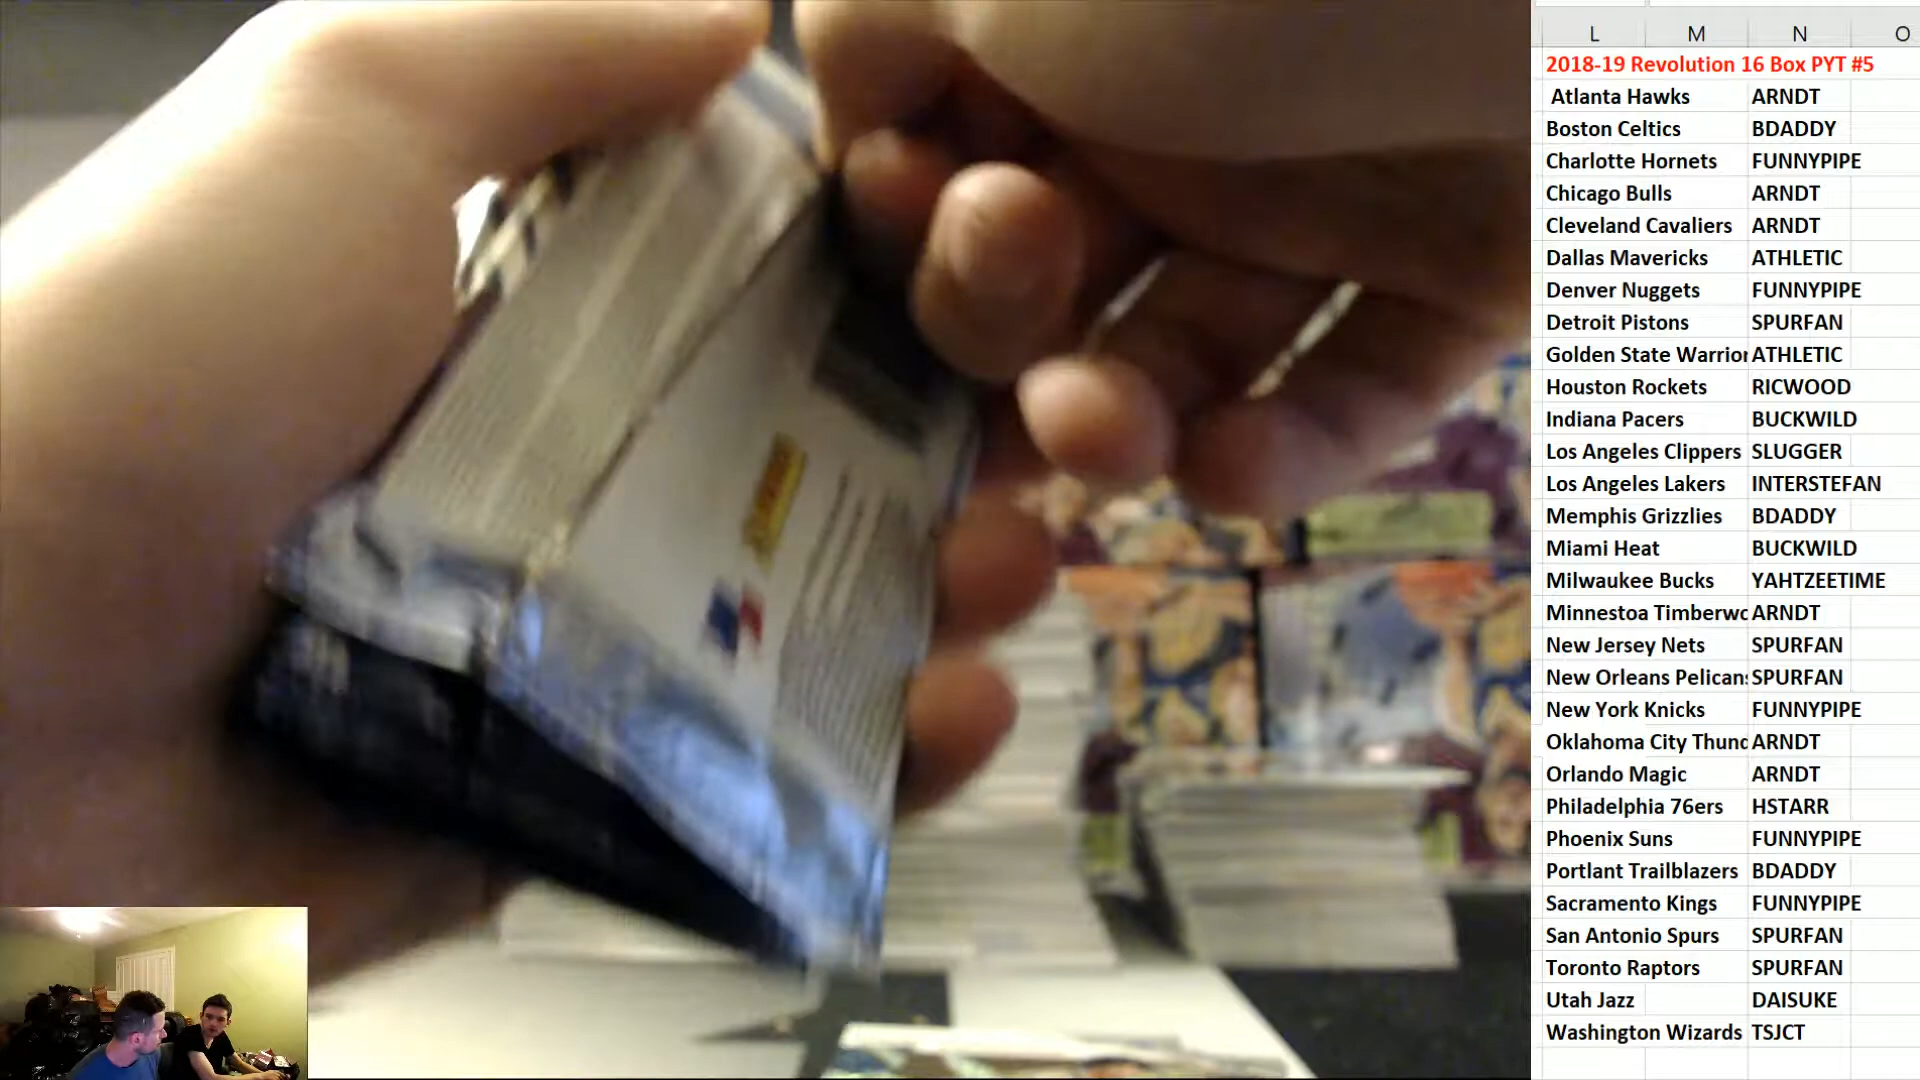 L M N O
2018-19 Revolution 16 Box PYT #5
Atlanta Hawks ARNDT
Boston Celtics BDADDY
Charlotte Hornets FUNNYPIPE
Chicago Bulls ARNDT
Cleveland Cavaliers ARNDT
Dallas Mavericks ATHLETIC
Denver Nuggets FUNNYPIPE
Detroit Pistons SPURFAN
Golden State Warrior ATHLETIC
Houston Rockets RICWOOD
Indiana Pacers BUCKWILD
Los Angeles Clippers SLUGGER
Los Angeles Lakers INTERSTEFAN
Memphis Grizzlies BDADDY
Miami Heat BUCKWILD
Milwaukee Bucks YAHTZEETIME
Minnestoa Timberwo ARNDT
New Jersey Nets SPURFAN
New Orleans Pelicans SPURFAN
New York Knicks FUNNYPIPE
Oklahoma City Thund ARNDT
Orlando Magic ARNDT
Philadelphia 76ers HSTARR
Phoenix Suns FUNNYPIPE
Portlant Trailblazers BDADDY
Sacramento Kings FUNNYPIPE
San Antonio Spurs SPURFAN
Toronto Raptors SPURFAN
Utah Jazz DAISUKE
Washington Wizards TSJCT